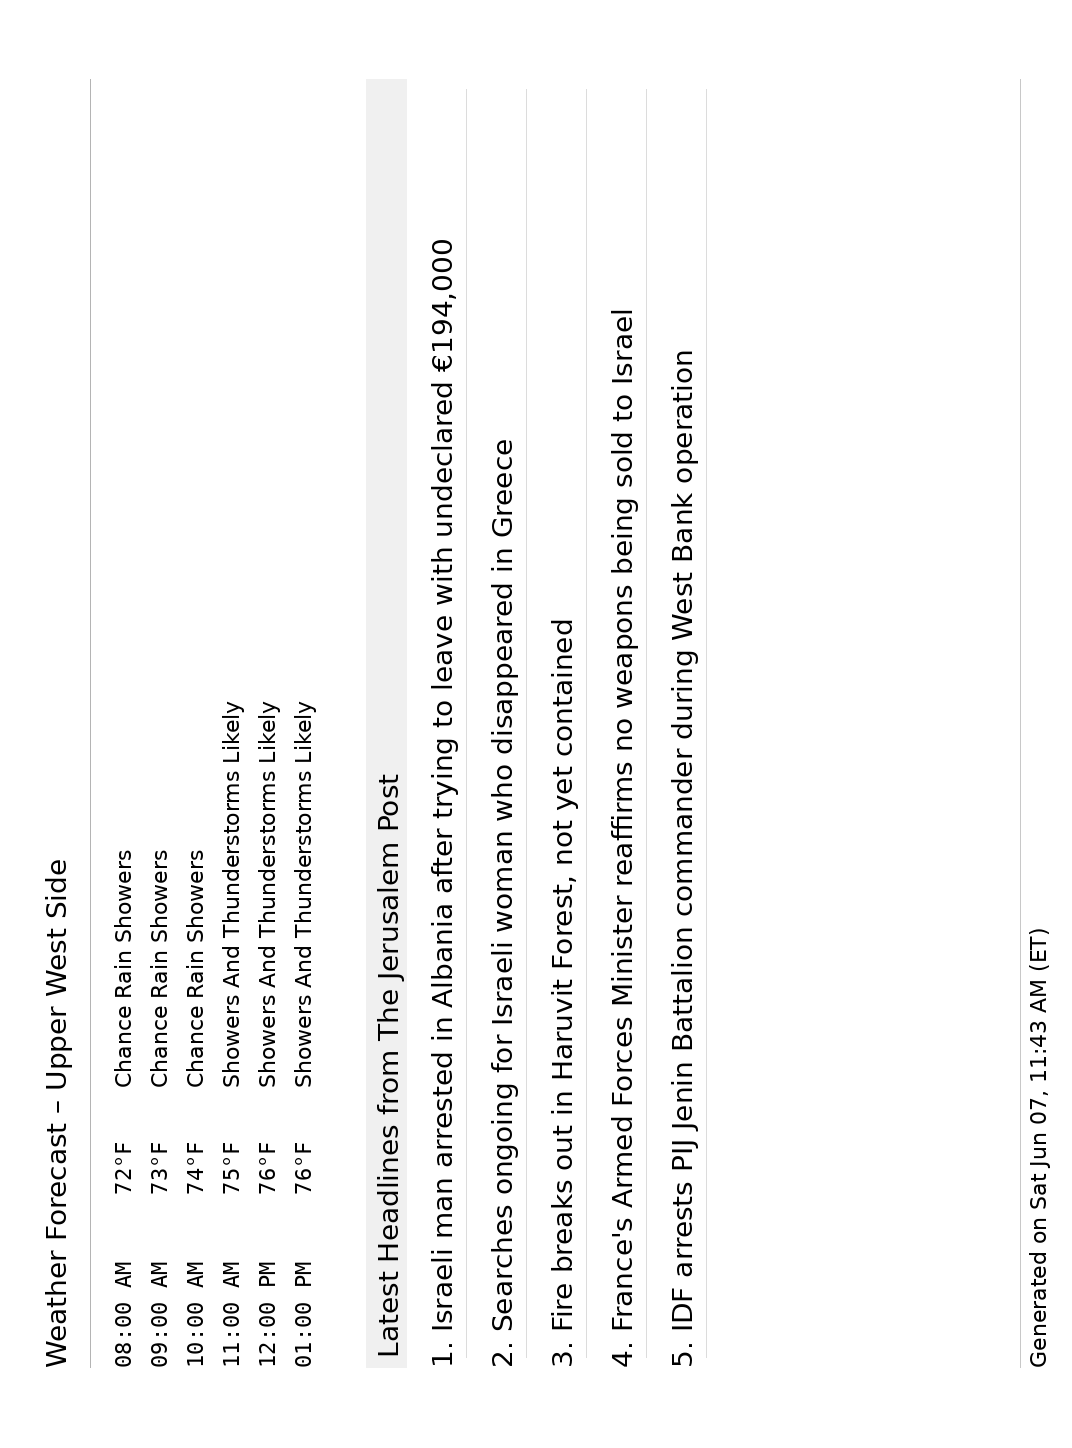 Weather Forecast – Upper West Side
08:00 AM 72°F Chance Rain Showers
09:00 AM 73°F Chance Rain Showers
10:00 AM 74°F Chance Rain Showers
11:00 AM 75°F Showers And Thunderstorms Likely
12:00 PM 76°F Showers And Thunderstorms Likely
01:00 PM 76°F Showers And Thunderstorms Likely
Latest Headlines from The Jerusalem Post
1. Israeli man arrested in Albania after trying to leave with undeclared €194,000
2. Searches ongoing for Israeli woman who disappeared in Greece
3. Fire breaks out in Haruvit Forest, not yet contained
4. France's Armed Forces Minister reaffirms no weapons being sold to Israel
5. IDF arrests PIJ Jenin Battalion commander during West Bank operation
Generated on Sat Jun 07, 11:43 AM (ET)